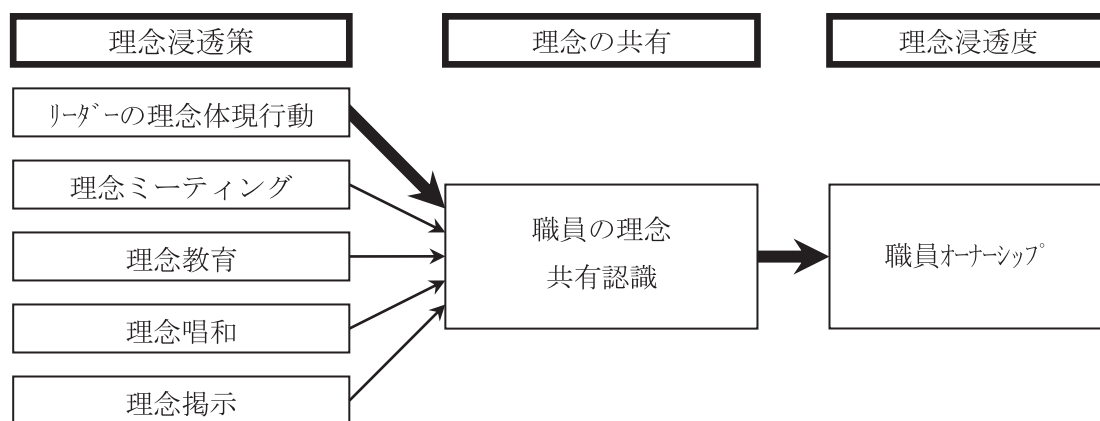 理念浸透策
理念の共有
理念浸透度
ﾘｰﾀﾞｰの理念体現行動
理念ミーティング
理念教育
理念唱和
理念掲示
職員の理念
共有認識
職員ｵｰﾅｰｼｯﾌﾟ